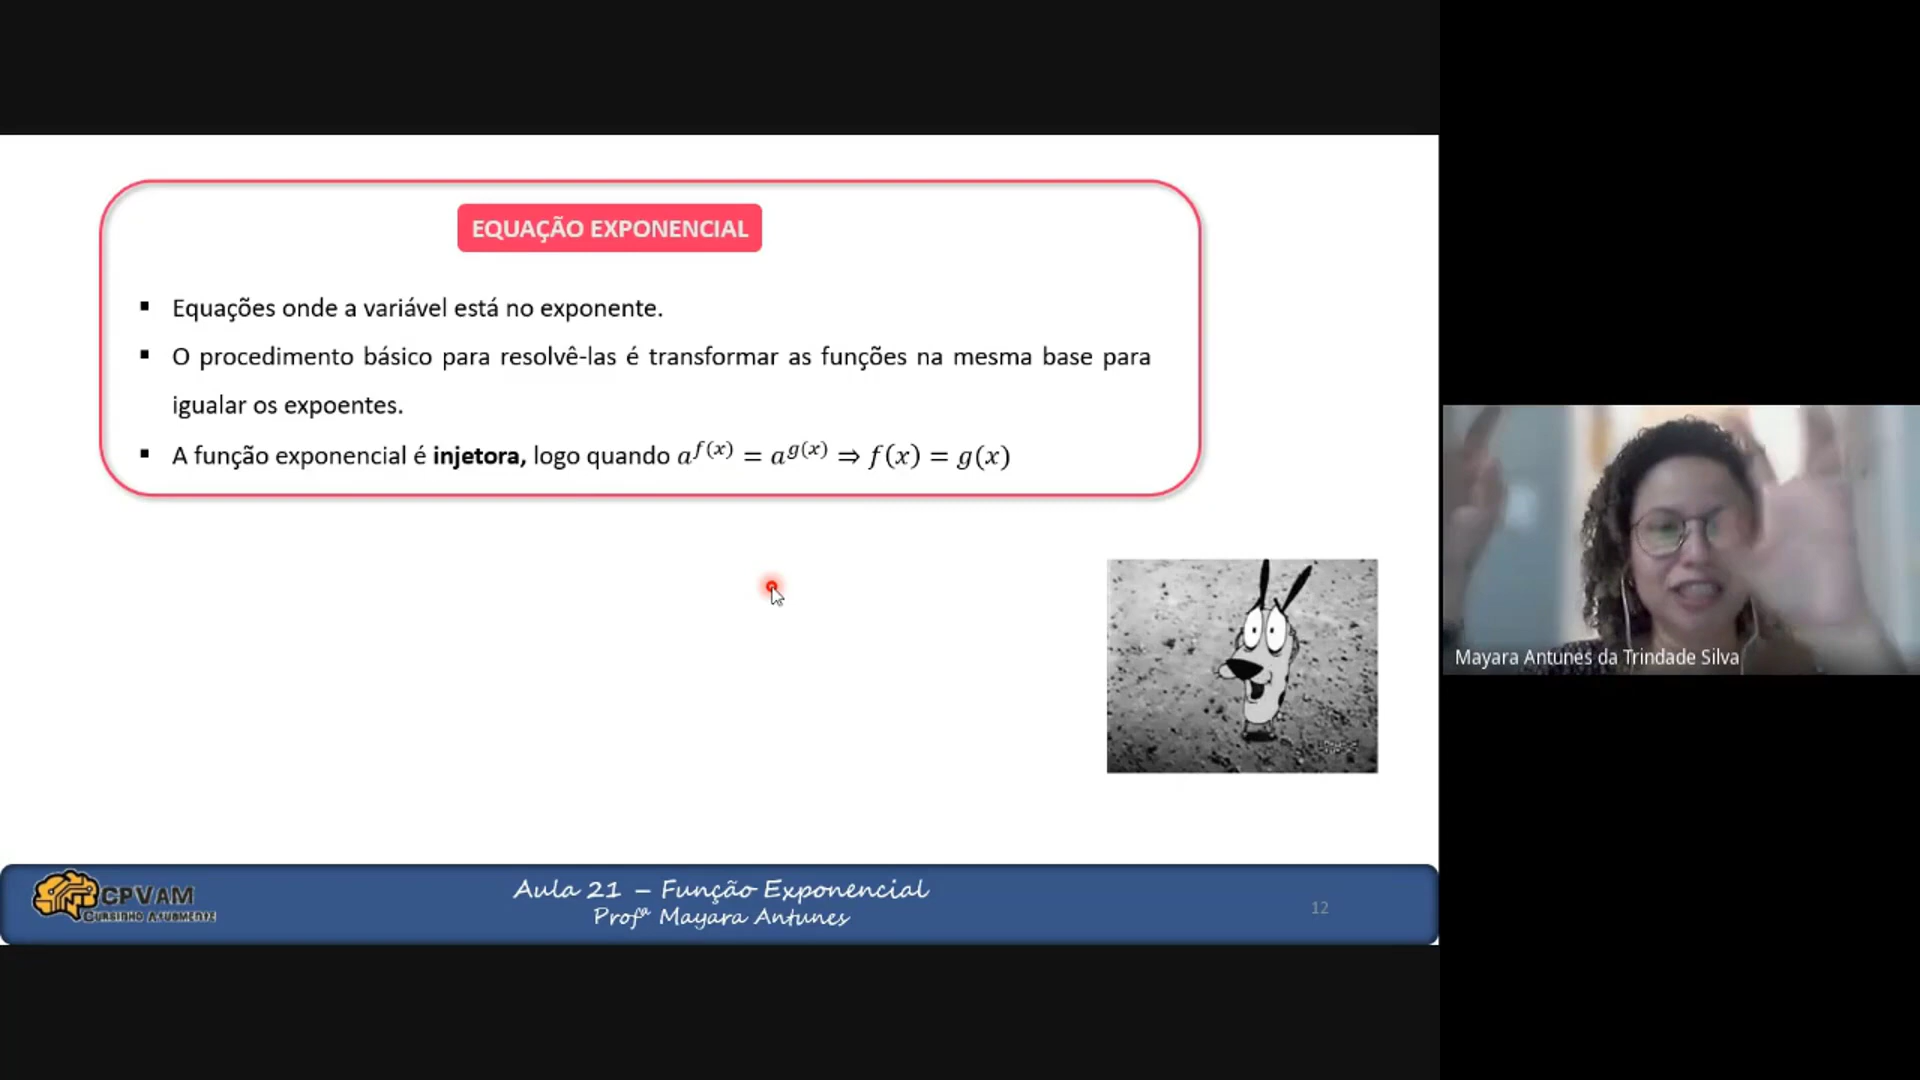 EQUAÇÃO EXPONENCIAL
▪ Equações onde a variável está no exponente.
▪ O procedimento básico para resolvê-las é transformar as funções na mesma base para
igualar os expoentes.
▪ A função exponencial é injetora, logo quando a^{f(x)} = a^{g(x)} ⇒ f(x) = g(x)
Mayara Antunes da Trindade Silva
CPVAM
Aula 21 – Função Exponencial
Profª Mayara Antunes
12